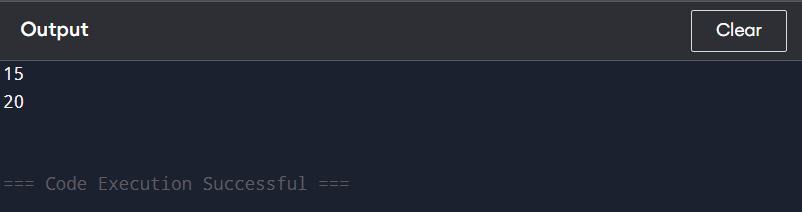 Output
Clear
15
20
=== Code Execution Successful ===